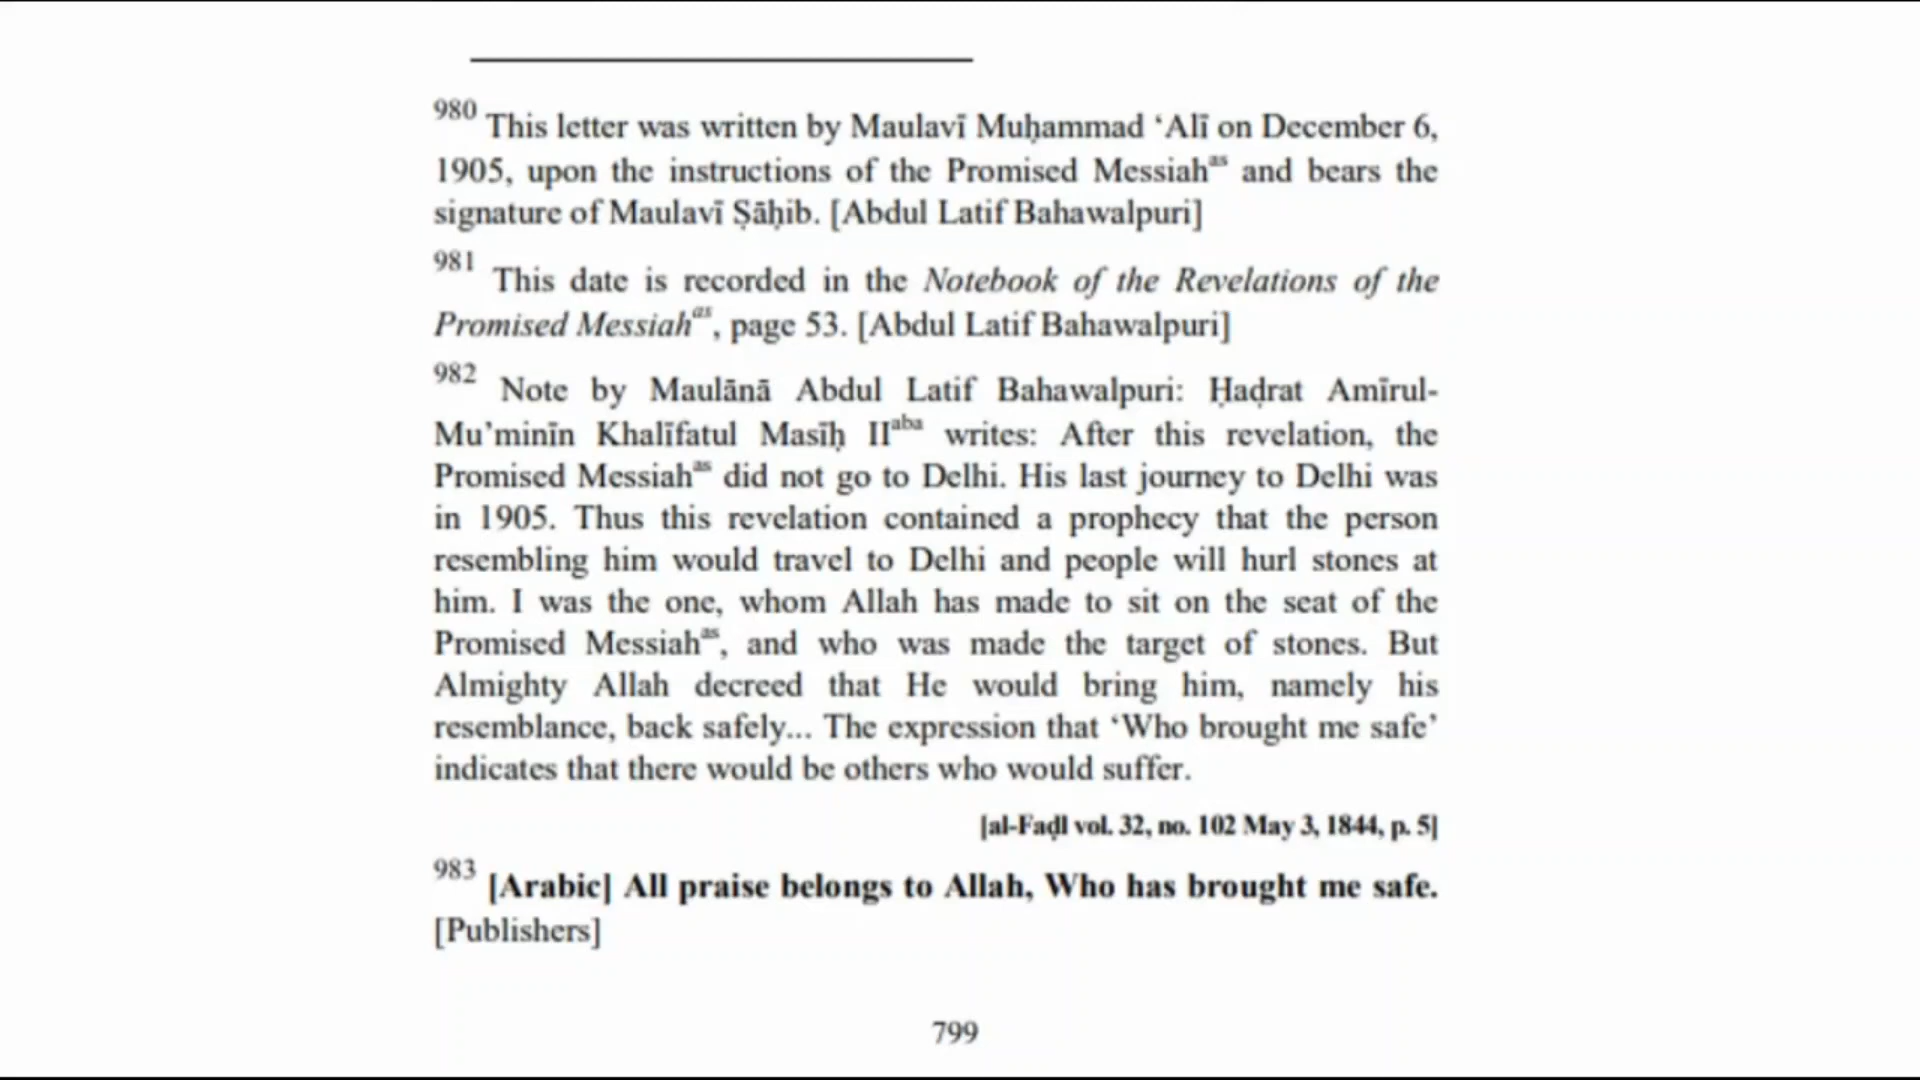 980 This letter was written by Maulavī Muḥammad ‘Alī on December 6,
1905, upon the instructions of the Promised Messiahas and bears the
signature of Maulavī Ṣāḥib. [Abdul Latif Bahawalpuri]
981 This date is recorded in the Notebook of the Revelations of the
Promised Messiahas, page 53. [Abdul Latif Bahawalpuri]
982 Note by Maulānā Abdul Latif Bahawalpuri: Ḥaḍrat Amīrul-
Mu’minīn Khalīfatul Masīḥ IIaba writes: After this revelation, the
Promised Messiahas did not go to Delhi. His last journey to Delhi was
in 1905. Thus this revelation contained a prophecy that the person
resembling him would travel to Delhi and people will hurl stones at
him. I was the one, whom Allah has made to sit on the seat of the
Promised Messiahas, and who was made the target of stones. But
Almighty Allah decreed that He would bring him, namely his
resemblance, back safely... The expression that ‘Who brought me safe’
indicates that there would be others who would suffer.
[al-Faḍl vol. 32, no. 102 May 3, 1844, p. 5]
983 [Arabic] All praise belongs to Allah, Who has brought me safe.
[Publishers]
799